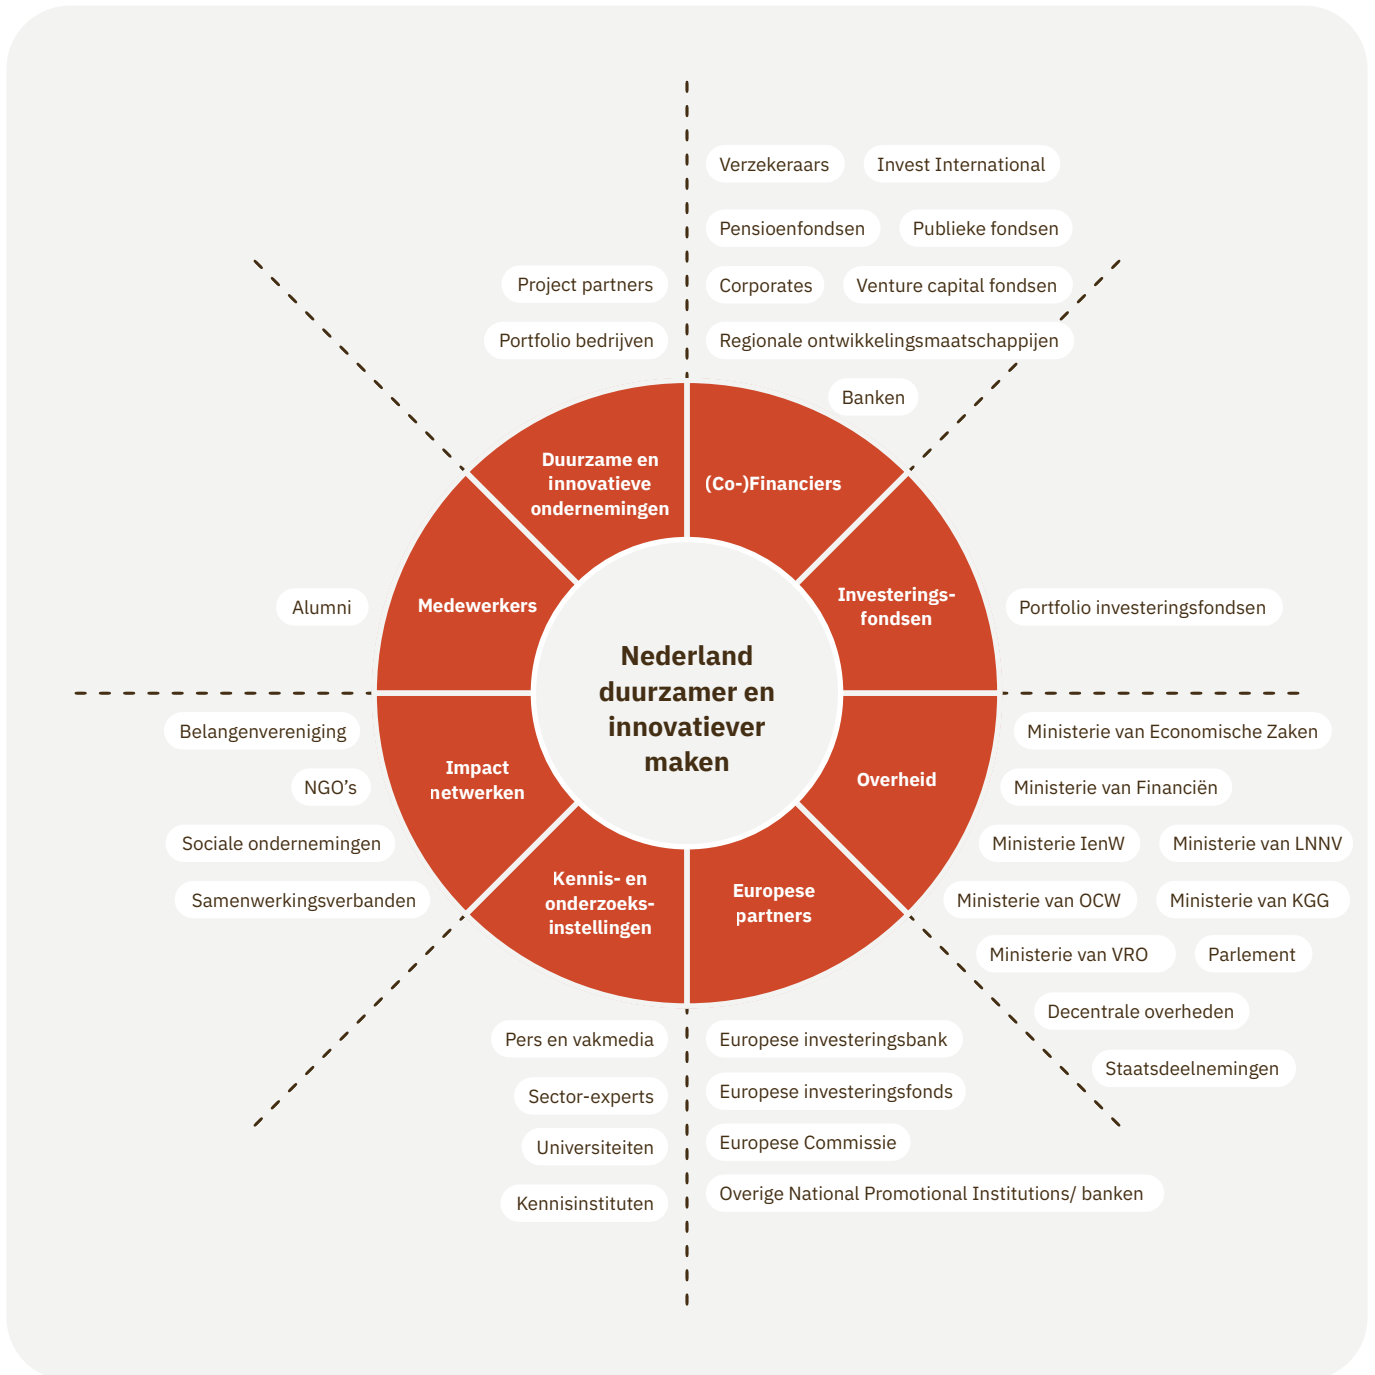 Verzekeraars
Invest International
Pensioenfondsen
Publieke fondsen
Project partners
Corporates
Venture capital fondsen
Portfolio bedrijven
Regionale ontwikkelingsmaatschappijen
Banken
Duurzame en
innovatieve
ondernemingen
(Co-)Financiers
Medewerkers
Investerings-
fondsen
Alumni
Portfolio investeringsfondsen
Nederland
duurzamer en
innovatiever
maken
Belangenvereniging
NGO’s
Sociale ondernemingen
Samenwerkingsverbanden
Impact
netwerken
Overheid
Ministerie van Economische Zaken
Ministerie van Financiën
Ministerie IenW
Ministerie van LNNV
Ministerie van OCW
Ministerie van KGG
Ministerie van VRO
Parlement
Decentrale overheden
Staatsdeelnemingen
Kennis- en
onderzoeks-
instellingen
Europese
partners
Pers en vakmedia
Sector-experts
Universiteiten
Kennisinstituten
Europese investeringsbank
Europese investeringsfonds
Europese Commissie
Overige National Promotional Institutions/ banken